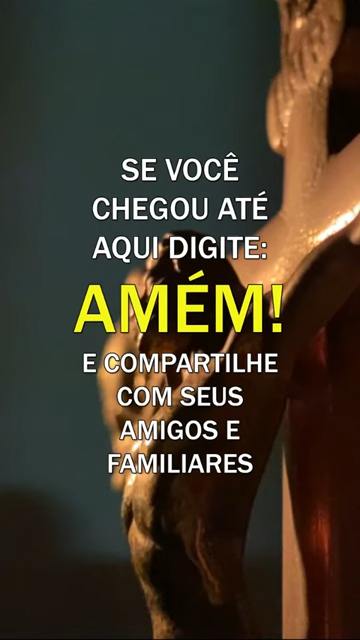 SE VOCÊ
CHEGOU ATÉ
AQUI DIGITE:
AMÉM!
E COMPARTILHE
COM SEUS
AMIGOS E
FAMILIARES